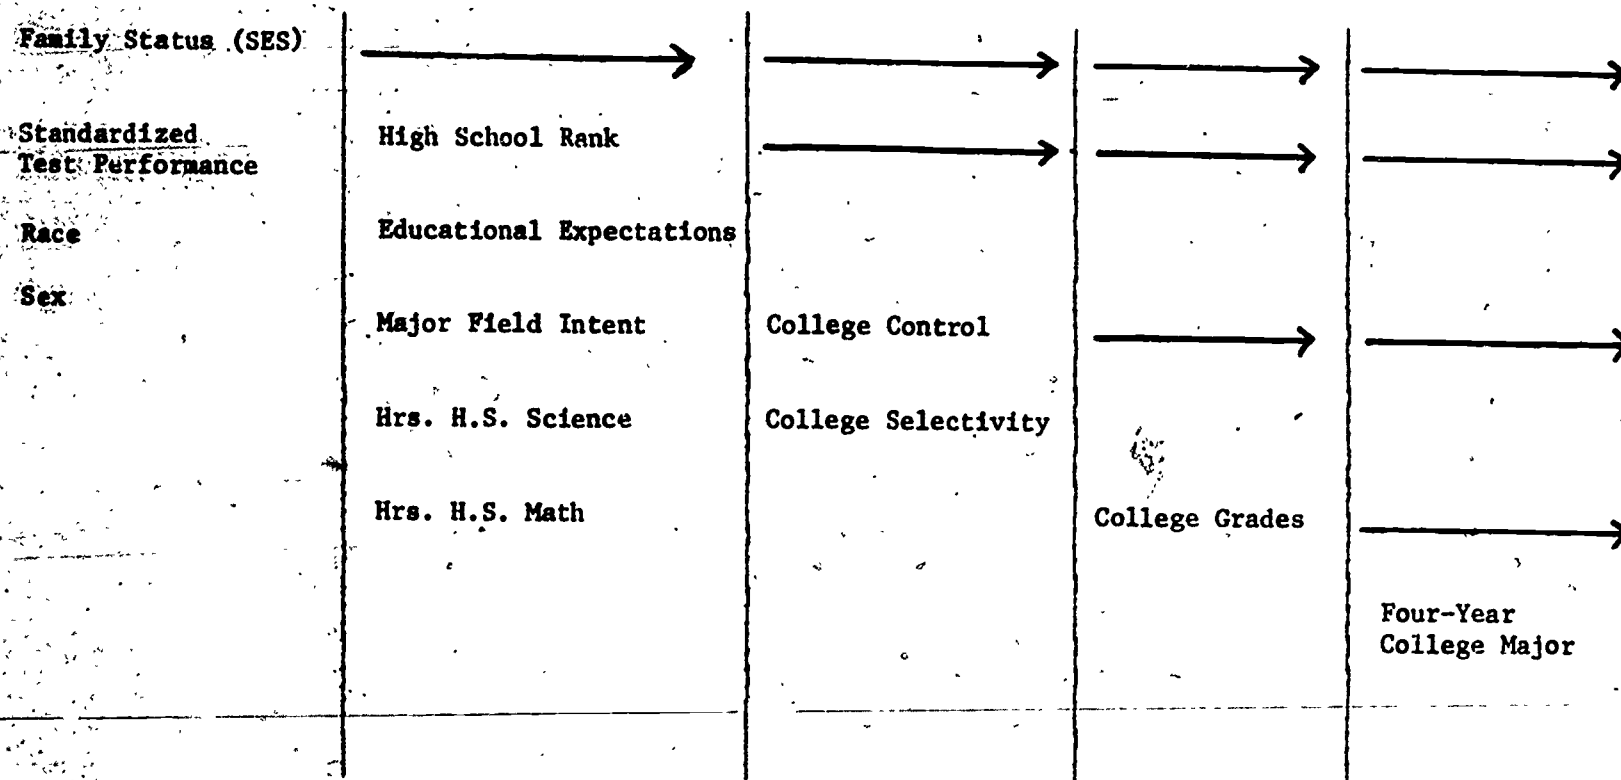 Family Status (SES)
Standardized
Test Performance
Race
Sex
High School Rank
Educational Expectations
Major Field Intent
Hrs. H.S. Science
Hrs. H.S. Math
College Control
College Selectivity
College Grades
Four-Year
College Major